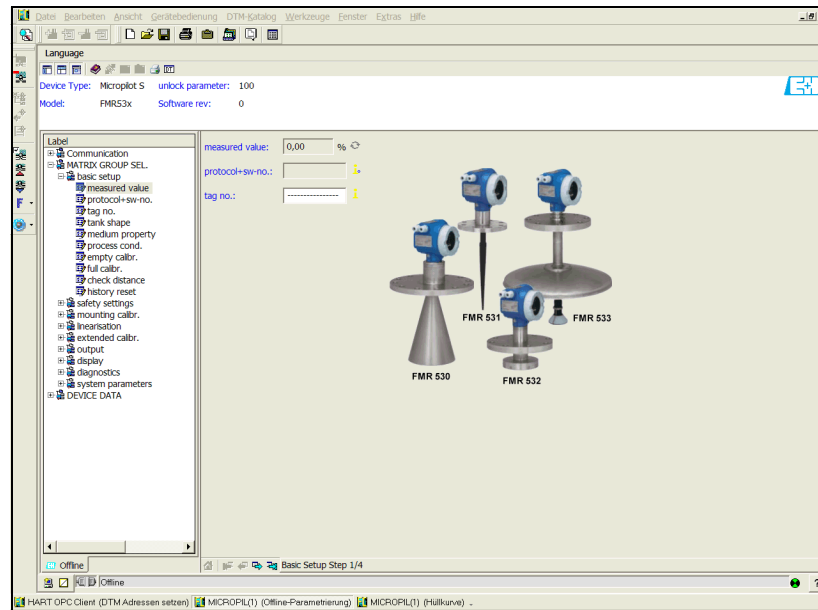 Datei Bearbeiten Ansicht Gerätebedienung DTM-Katalog Werkzeuge Fenster Extras Hilfe
Language
Device Type: Micropilot S unlock parameter: 100
Model: FMR53x Software rev: 0
E+
Label
Communication
MATRIX GROUP SEL.
basic setup
measured value
protocol+sw-no.
tag no.
tank shape
medium property
process cond.
empty calibr.
full calibr.
check distance
history reset
safety settings
mounting calibr.
linearisation
extended calibr.
output
display
diagnostics
system parameters
DEVICE DATA
measured value: 0,00 %
protocol+sw-no.:
tag no.: ----------------
FMR 531
FMR 533
FMR 530
FMR 532
F
Offline
Basic Setup Step 1/4
Offline
?
HART OPC Client (DTM Adressen setzen) MICROPIL(1) (Offline-Parametrierung) MICROPIL(1) (Hüllkurve)